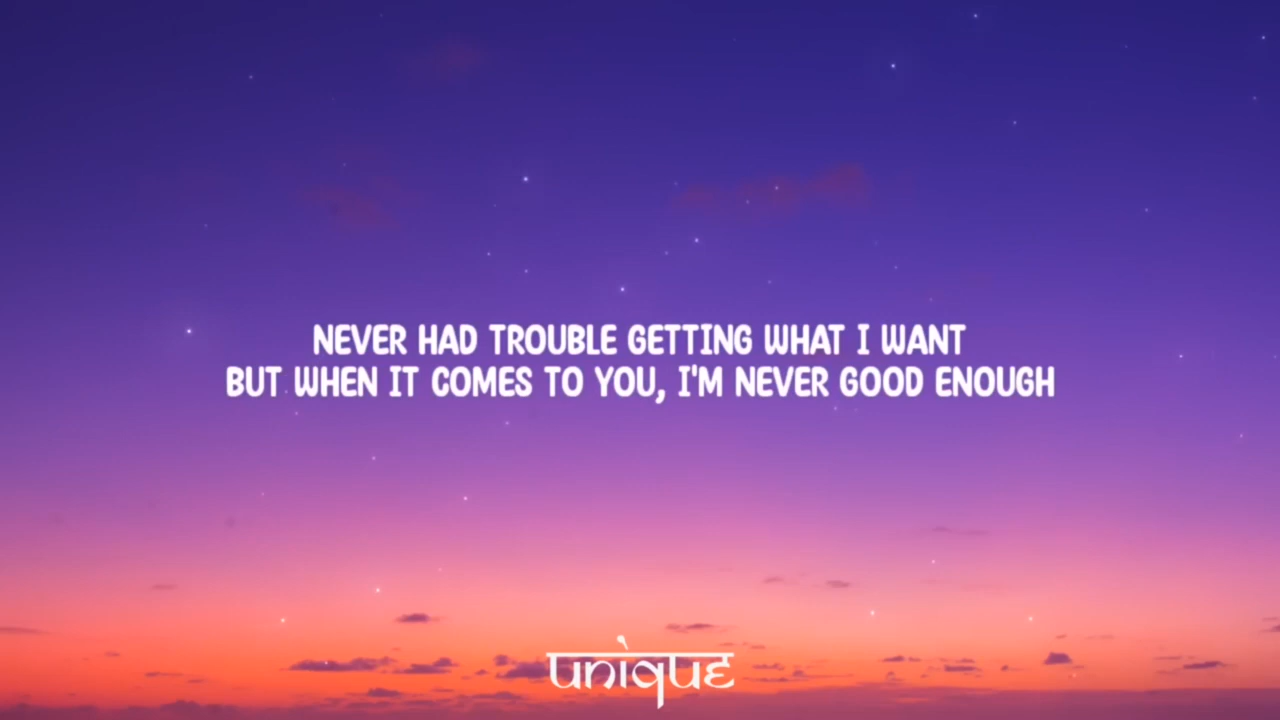 NEVER HAD TROUBLE GETTING WHAT I WANT
BUT WHEN IT COMES TO YOU, I'M NEVER GOOD ENOUGH
unique